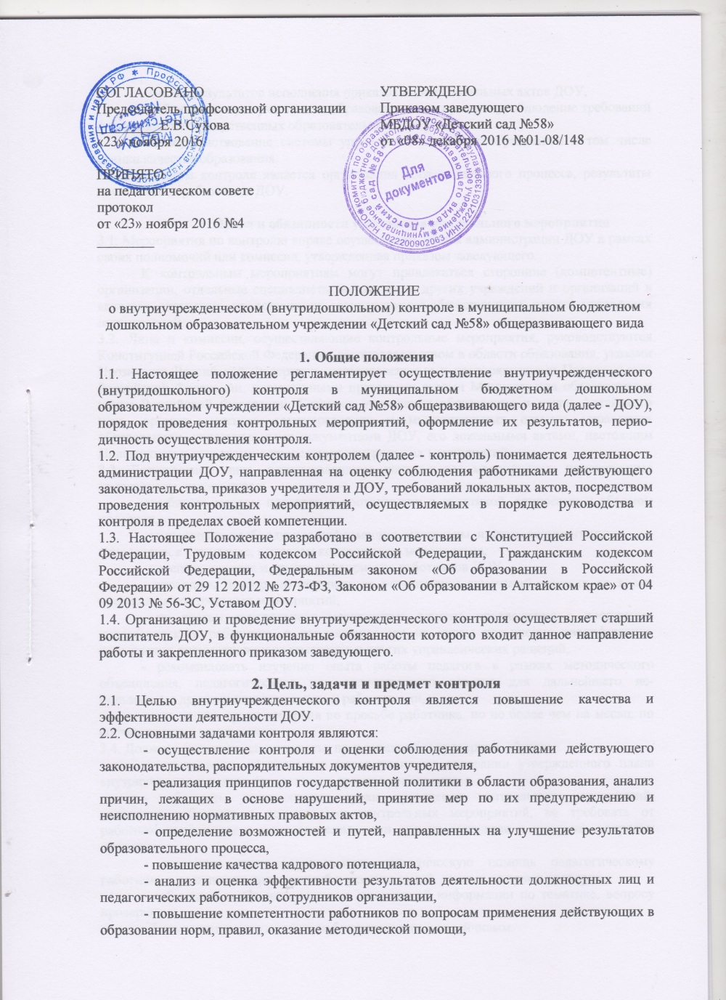 СОГЛАСОВАНО
Председатель профсоюзной организации
Е.В.Сухова
«23» ноября 2016
ПРИНЯТО
на педагогическом совете
протокол
от «23» ноября 2016 №4
УТВЕРЖДЕНО
Приказом заведующего
МБДОУ «Детский сад №58»
от «08» декабря 2016 №01-08/148
Для
документов
ОГРН 1022200902063 ИНН
ПОЛОЖЕНИЕ
о внутриучрежденческом (внутридошкольном) контроле в муниципальном бюджетном
дошкольном образовательном учреждении «Детский сад №58» общеразвивающего вида
1. Общие положения
1.1. Настоящее положение регламентирует осуществление внутриучрежденческого
(внутридошкольного) контроля в муниципальном бюджетном дошкольном
образовательном учреждении «Детский сад №58» общеразвивающего вида (далее - ДОУ),
порядок проведения контрольных мероприятий, оформление их результатов, перио-
дичность осуществления контроля.
1.2. Под внутриучрежденческим контролем (далее - контроль) понимается деятельность
администрации ДОУ, направленная на оценку соблюдения работниками действующего
законодательства, приказов учредителя и ДОУ, требований локальных актов, посредством
проведения контрольных мероприятий, осуществляемых в порядке руководства и
контроля в пределах своей компетенции.
1.3. Настоящее Положение разработано в соответствии с Конституцией Российской
Федерации, Трудовым кодексом Российской Федерации, Гражданским кодексом
Российской Федерации, Федеральным законом «Об образовании в Российской
Федерации» от 29 12 2012 № 273-ФЗ, Законом «Об образовании в Алтайском крае» от 04
09 2013 № 56-ЗС, Уставом ДОУ.
1.4. Организацию и проведение внутриучрежденческого контроля осуществляет старший
воспитатель ДОУ, в функциональные обязанности которого входит данное направление
работы и закрепленного приказом заведующего.
2. Цель, задачи и предмет контроля
2.1. Целью внутриучрежденческого контроля является повышение качества и
эффективности деятельности ДОУ.
2.2. Основными задачами контроля являются:
- осуществление контроля и оценки соблюдения работниками действующего
законодательства, распорядительных документов учредителя,
- реализация принципов государственной политики в области образования, анализ
причин, лежащих в основе нарушений, принятие мер по их предупреждению и
неисполнению нормативных правовых актов,
- определение возможностей и путей, направленных на улучшение результатов
образовательного процесса,
- повышение качества кадрового потенциала,
- анализ и оценка эффективности результатов деятельности должностных лиц и
педагогических работников, сотрудников организации,
- повышение компетентности работников по вопросам применения действующих в
образовании норм, правил, оказание методической помощи,